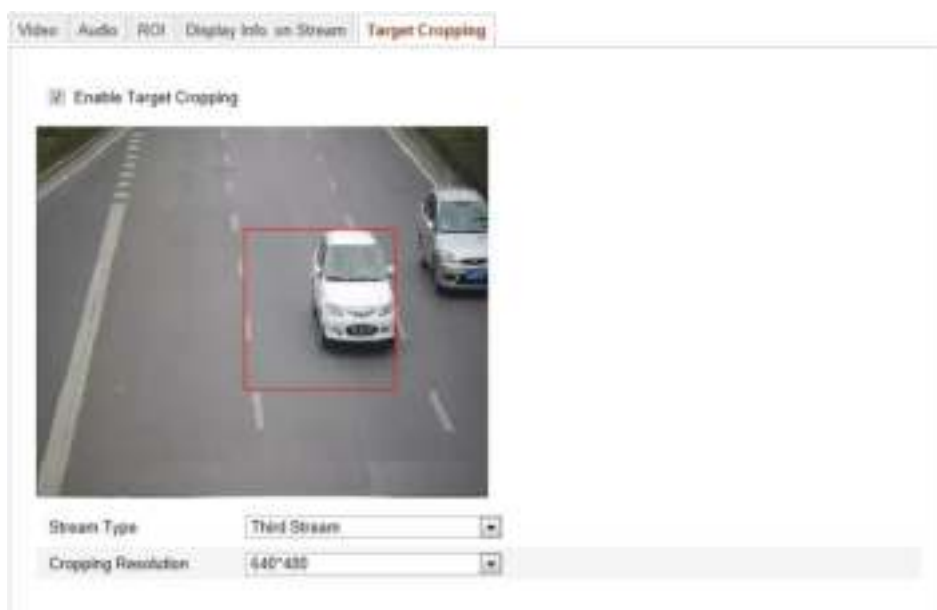 Video Audio ROI Display Info. on Stream Target Cropping
Enable Target Cropping
Stream Type Third Stream
Cropping Resolution 640*480